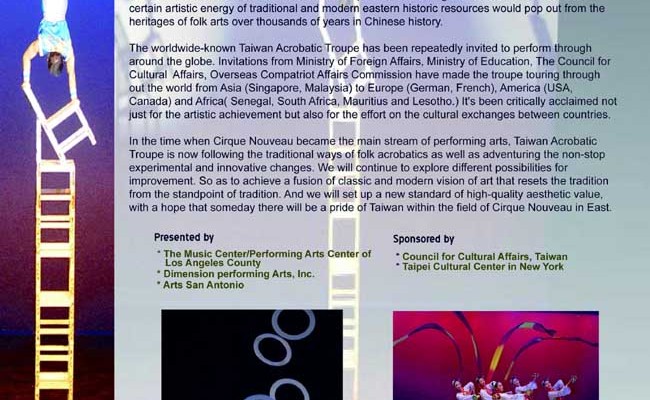 certain artistic energy of traditional and modern eastern historic resources would pop out from the
heritages of folk arts over thousands of years in Chinese history.
The worldwide-known Taiwan Acrobatic Troupe has been repeatedly invited to perform through
around the globe. Invitations from Ministry of Foreign Affairs, Ministry of Education, The Council for
Cultural Affairs, Overseas Compatriot Affairs Commission have made the troupe touring through
out the world from Asia (Singapore, Malaysia) to Europe (German, French), America (USA,
Canada) and Africa( Senegal, South Africa, Mauritius and Lesotho.) It's been critically acclaimed not
just for the artistic achievement but also for the effort on the cultural exchanges between countries.
In the time when Cirque Nouveau became the main stream of performing arts, Taiwan Acrobatic
Troupe is now following the traditional ways of folk acrobatics as well as adventuring the non-stop
experimental and innovative changes. We will continue to explore different possibilities for
improvement. So as to achieve a fusion of classic and modern vision of art that resets the tradition
from the standpoint of tradition. And we will set up a new standard of high-quality aesthetic value,
with a hope that someday there will be a pride of Taiwan within the field of Cirque Nouveau in East.
Presented by
* The Music Center/Performing Arts Center of
Los Angeles County
* Dimension performing Arts, Inc.
* Arts San Antonio
Sponsored by
* Council for Cultural Affairs, Taiwan
* Taipei Cultural Center in New York